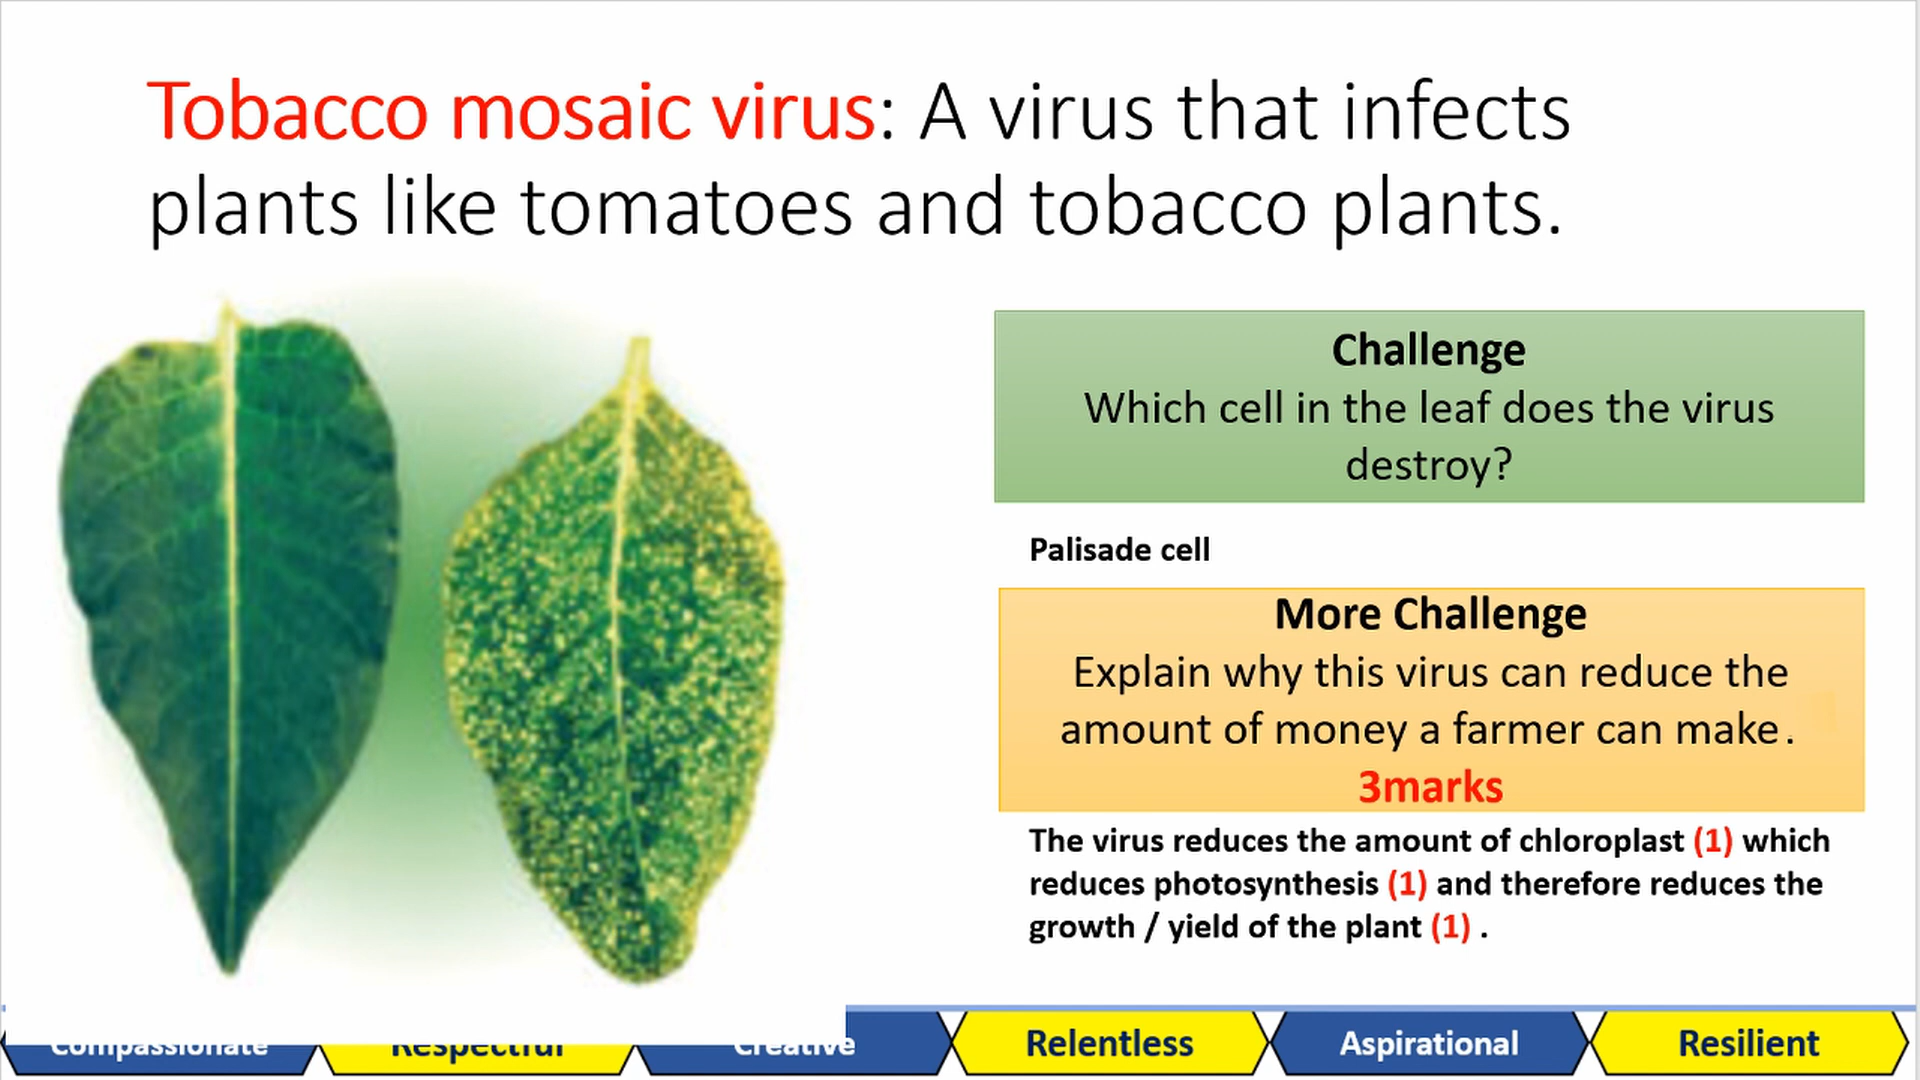 Tobacco mosaic virus: A virus that infects
plants like tomatoes and tobacco plants.
Challenge
Which cell in the leaf does the virus
destroy?
Palisade cell
More Challenge
Explain why this virus can reduce the
amount of money a farmer can make.
3marks
The virus reduces the amount of chloroplast (1) which
reduces photosynthesis (1) and therefore reduces the
growth / yield of the plant (1) .
Compassionate Respectful Creative Relentless Aspirational Resilient